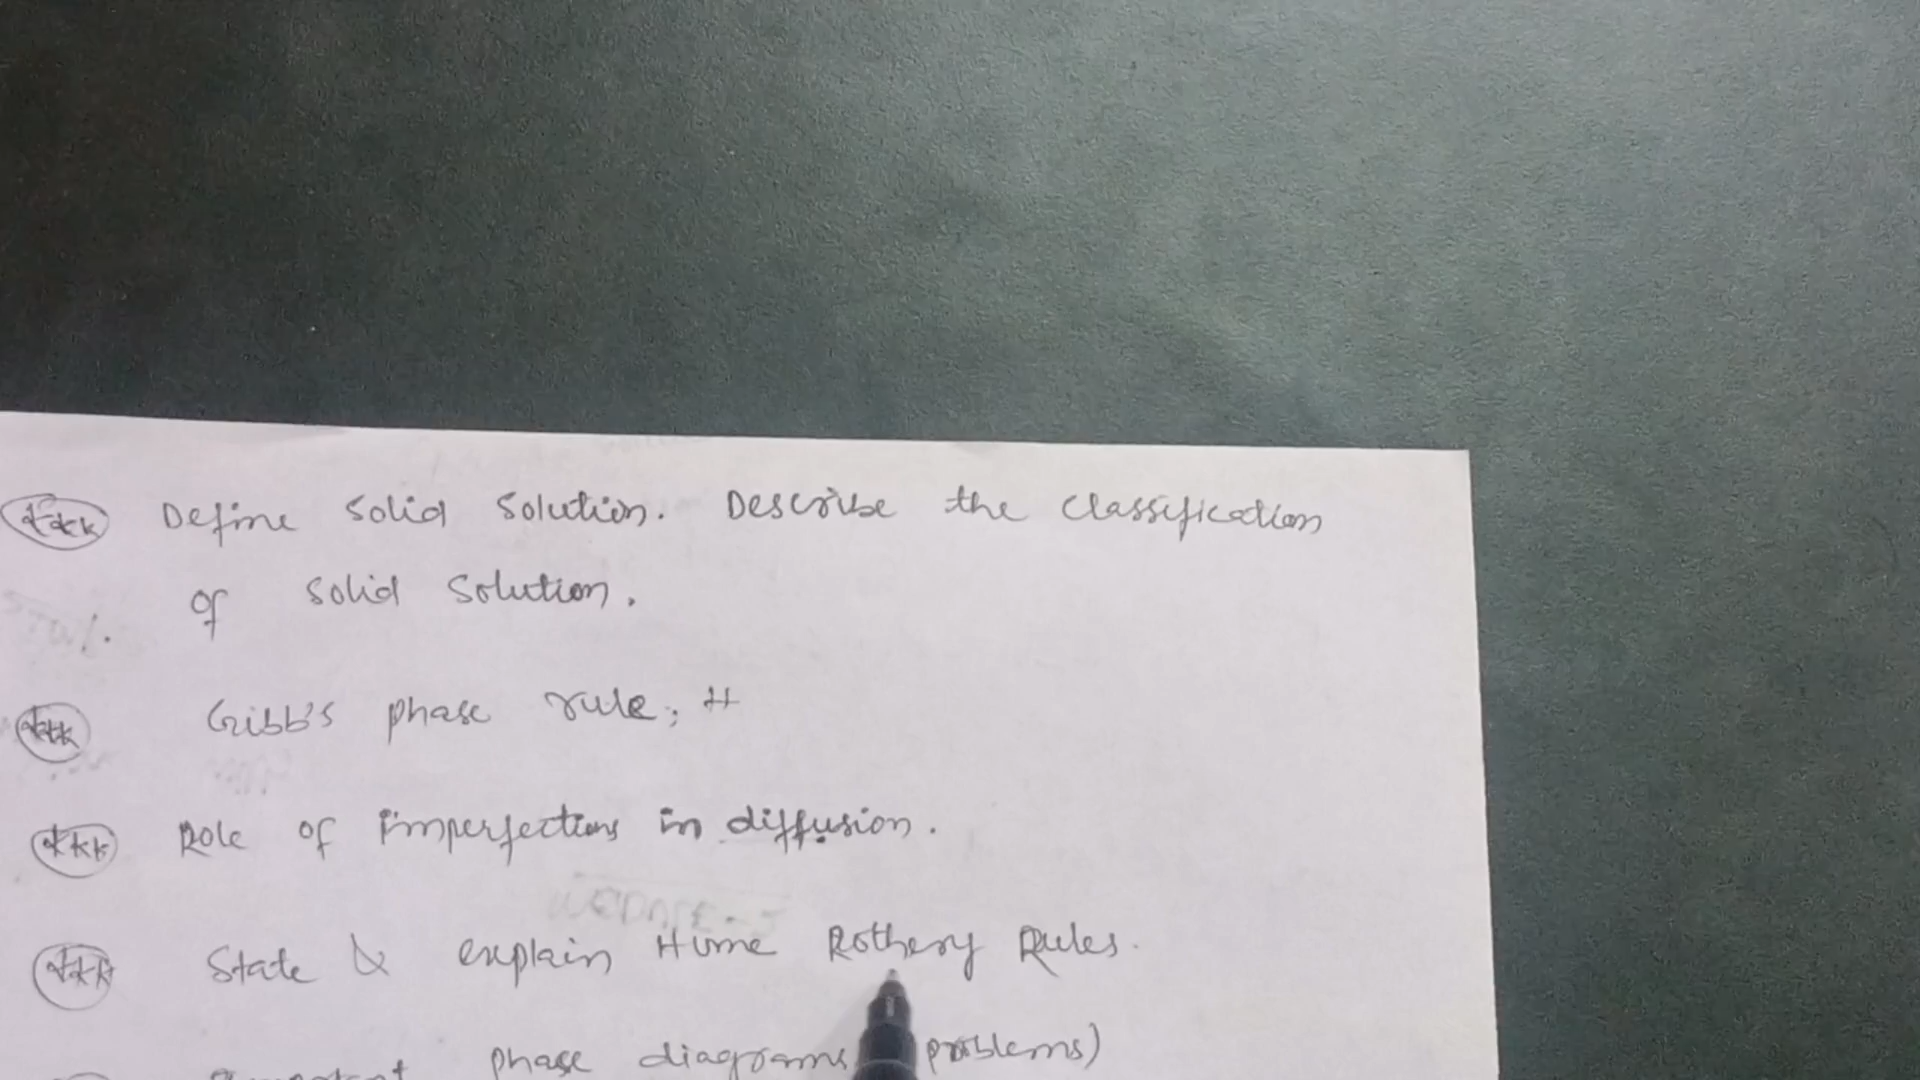 *** Define Solid Solution. Describe the classification
of Solid Solution.
*** Gibb's phase rule, #
*** Role of imperfections in diffusion.
*** State & explain Hume Rothery Rules.
phase diagrams problems)